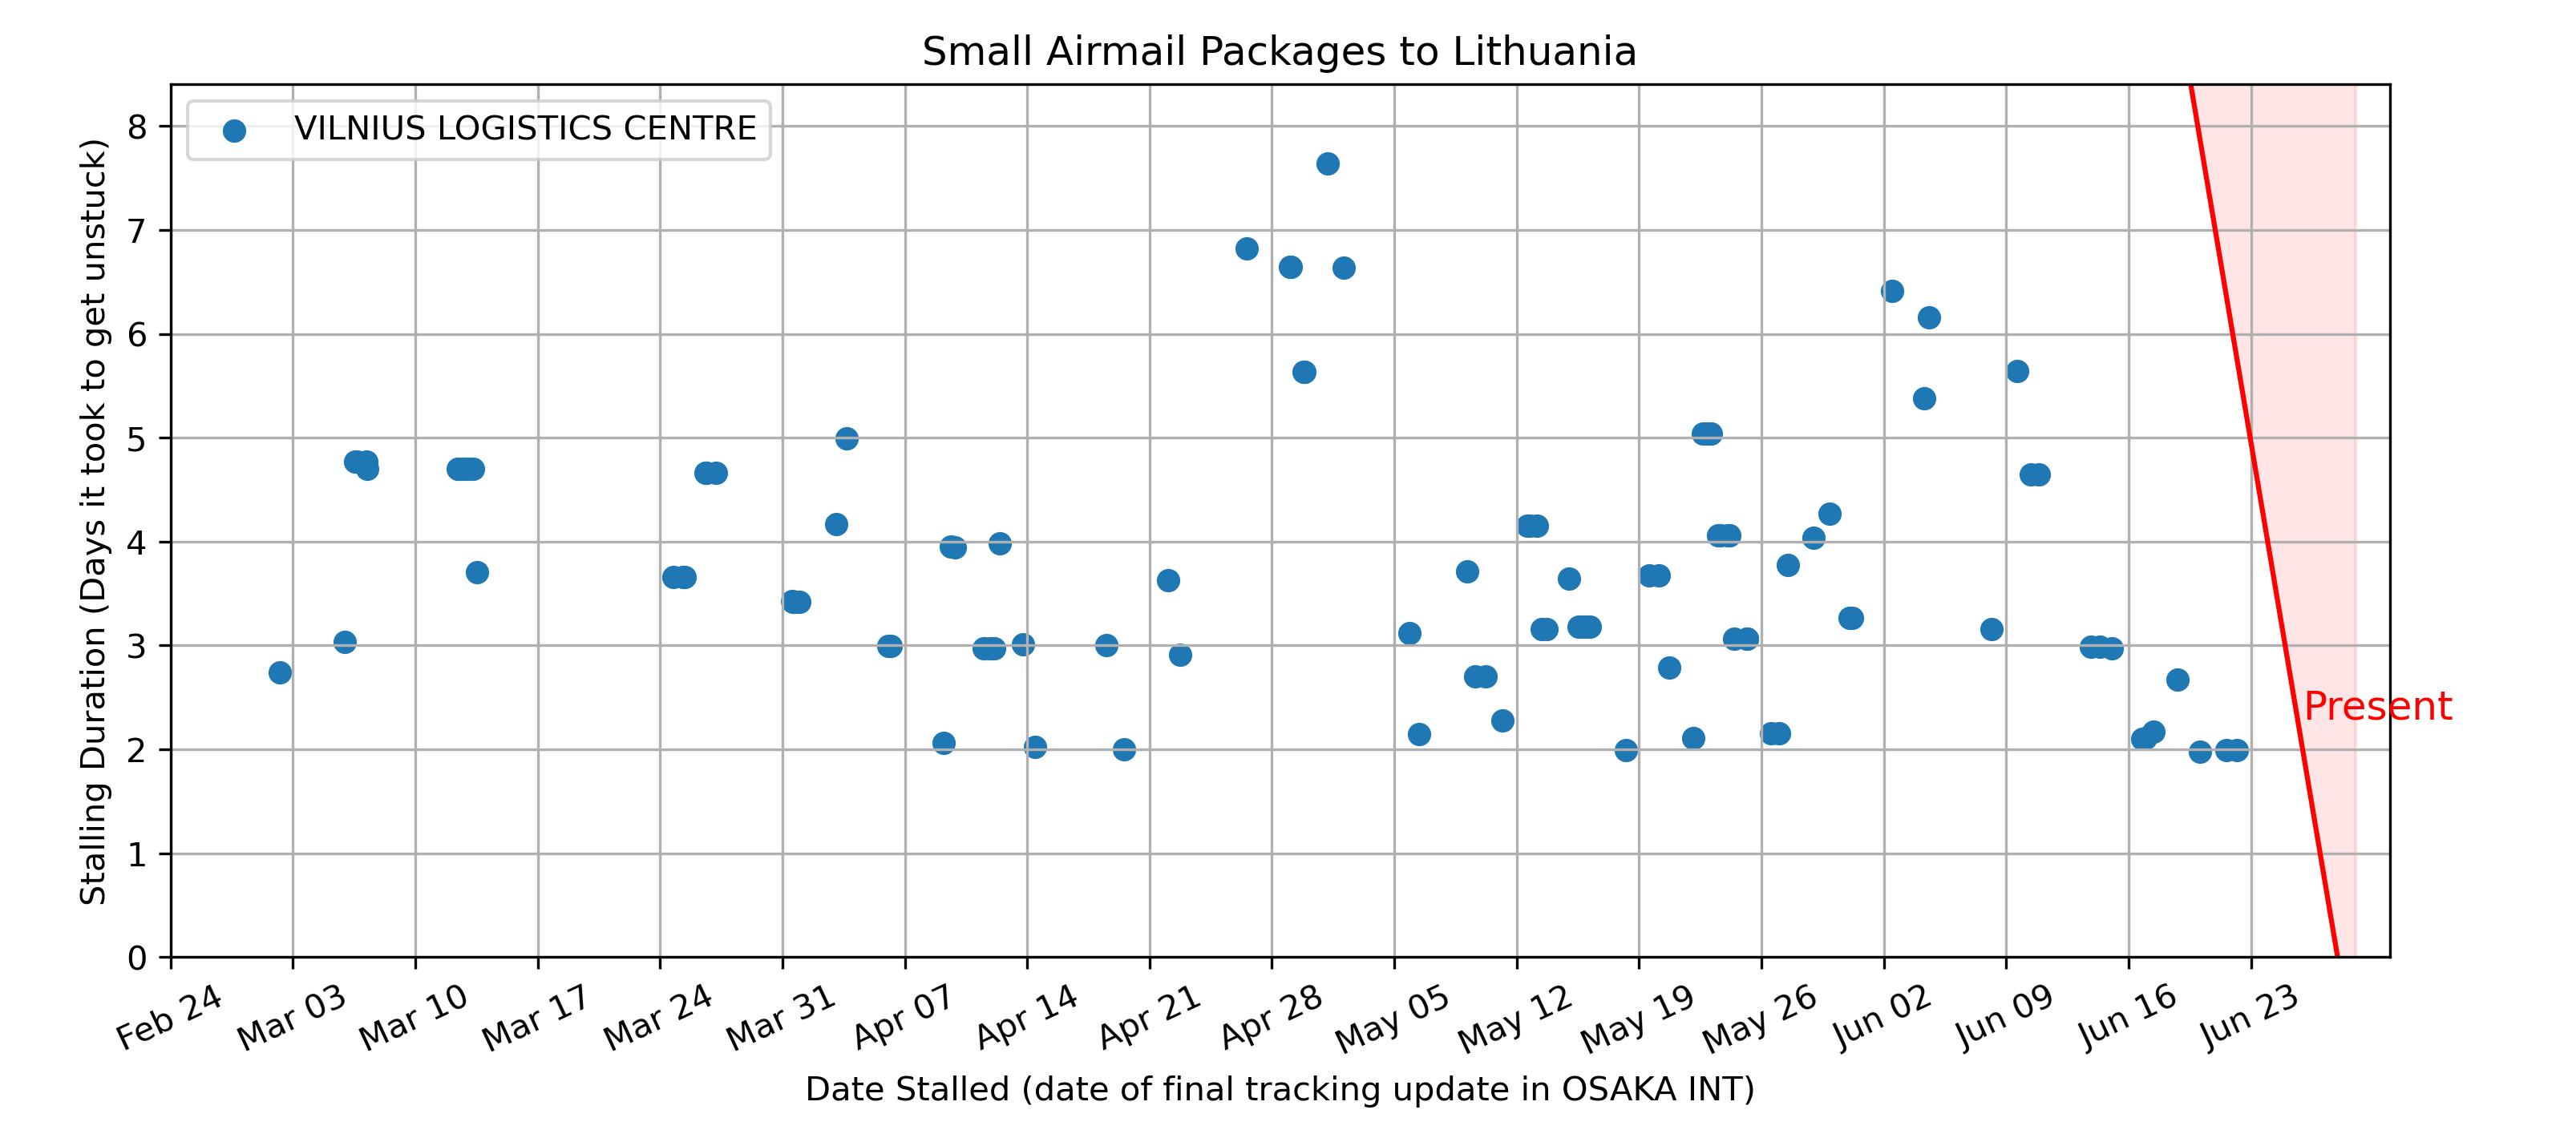 Small Airmail Packages to Lithuania
VILNIUS LOGISTICS CENTRE
Stalling Duration (Days it took to get unstuck)
8
7
6
5
4
3
2
1
0
Present
Feb 24
Mar 03
Mar 10
Mar 17
Mar 24
Mar 31
Apr 07
Apr 14
Apr 21
Apr 28
May 05
May 12
May 19
May 26
Jun 02
Jun 09
Jun 16
Jun 23
Date Stalled (date of final tracking update in OSAKA INT)